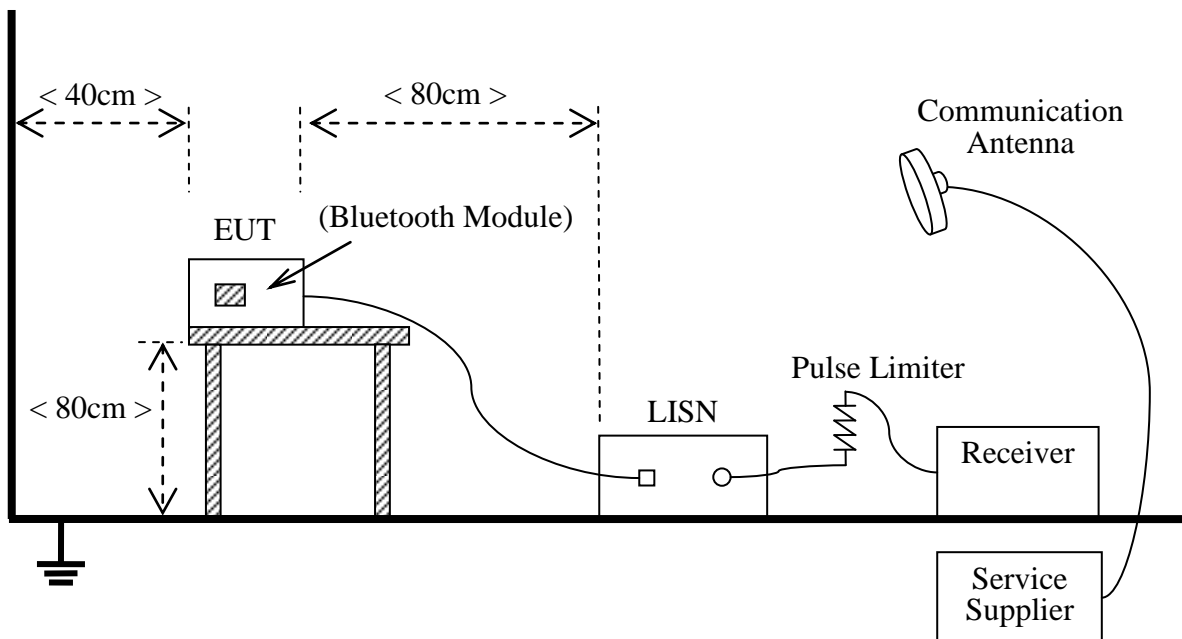 < 40cm >
< 80cm >
Communication
Antenna
EUT
(Bluetooth Module)
< 80cm >
Pulse Limiter
LISN
Receiver
Service
Supplier